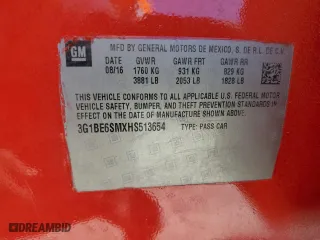 GM
MFD BY GENERAL MOTORS DE MEXICO, S. DE R.L. DE C.V.
DATE GVWR GAWR FRT GAWR RR
08/16 1760 KG 931 KG 829 KG
3881 LB 2053 LB 1828 LB
THIS VEHICLE CONFORMS TO ALL APPLICABLE U.S. FEDERAL MOTOR
VEHICLE SAFETY, BUMPER, AND THEFT PREVENTION STANDARDS IN
EFFECT ON THE DATE OF MANUFACTURE SHOWN ABOVE.
3G1BE6SMXHS513654 TYPE: PASS CAR
© DEALERSHIP